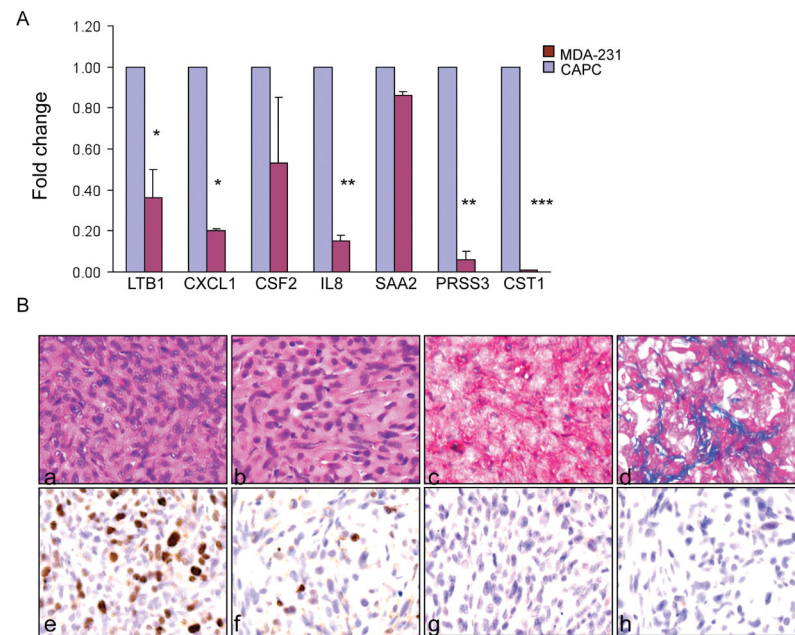 A
1.20
1.00
0.80
0.60
0.40
0.20
0.00
Fold change
MDA-231
CAPC
*
*
**
**
***
LTB1 CXCL1 CSF2 IL8 SAA2 PRSS3 CST1
B
a b c d
e f g h